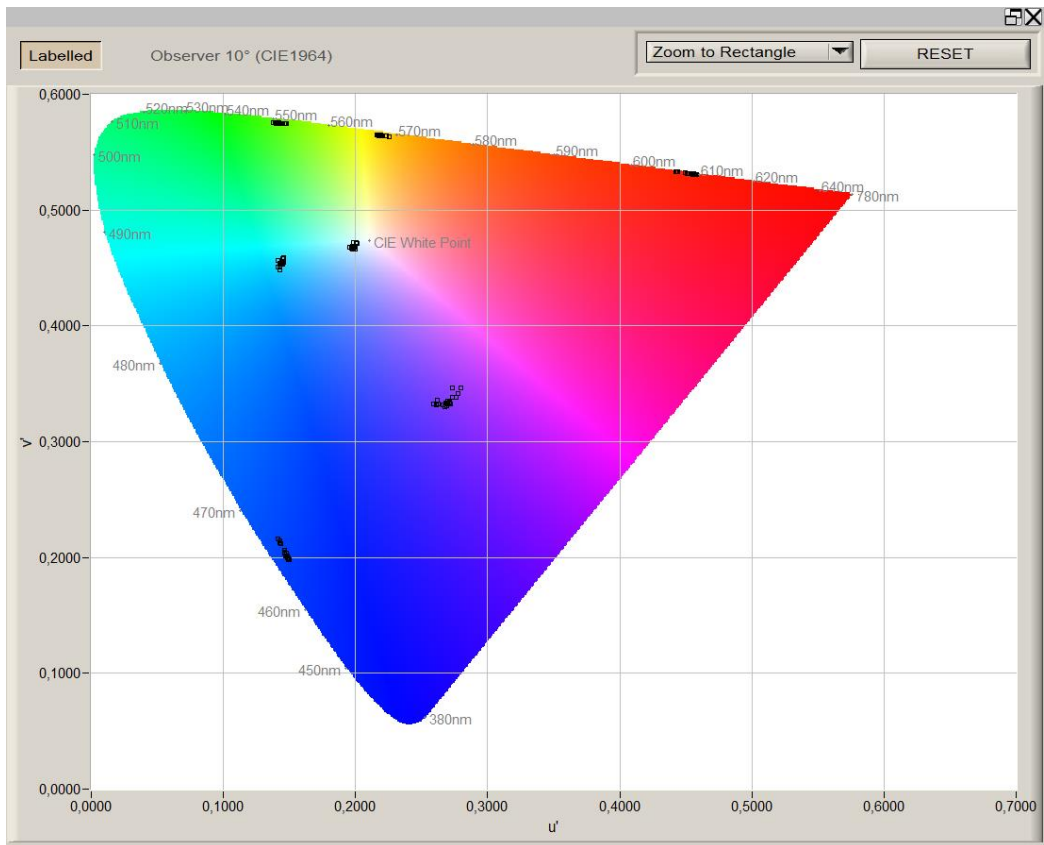 Labelled
Observer 10° (CIE1964)
Zoom to Rectangle
RESET
0,6000
520nm
530nm
540nm
550nm
560nm
570nm
580nm
590nm
600nm
610nm
620nm
640nm
780nm
510nm
500nm
0,5000
490nm
CIE White Point
0,4000
480nm
v'
0,3000
470nm
0,2000
460nm
450nm
0,1000
380nm
0,0000
0,0000
0,1000
0,2000
0,3000
0,4000
0,5000
0,6000
0,7000
u'